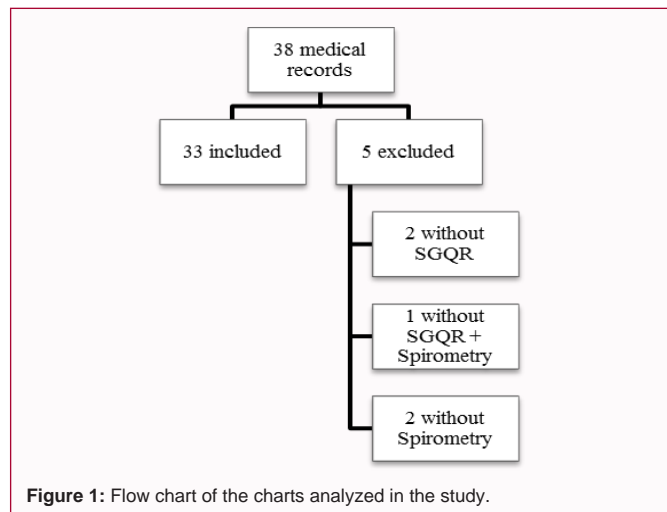 38 medical
records
33 included
5 excluded
2 without
SGQR
1 without
SGQR +
Spirometry
2 without
Spirometry
Figure 1: Flow chart of the charts analyzed in the study.